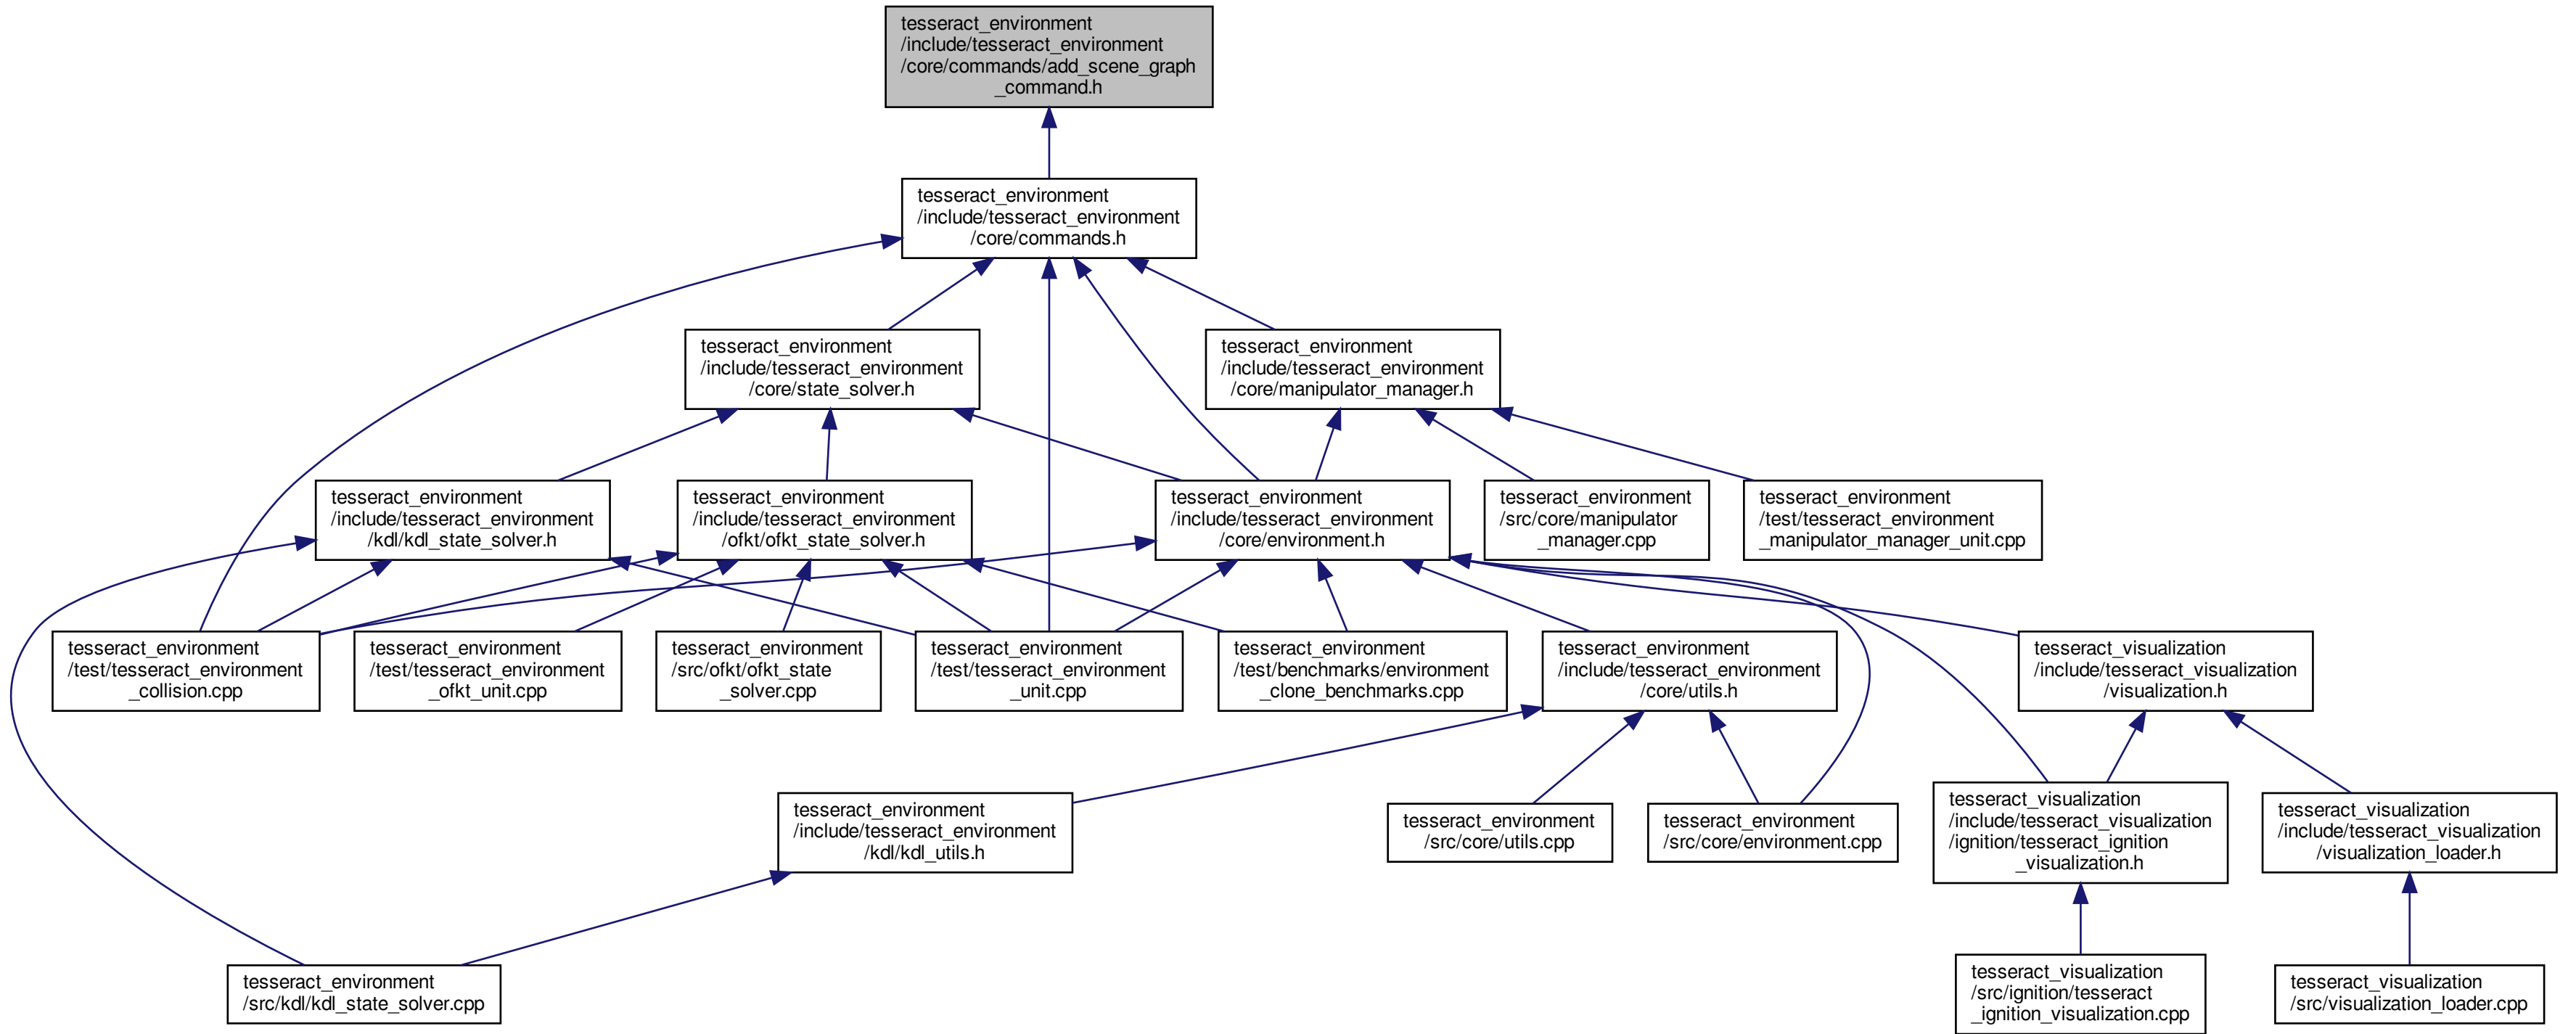 tesseract_environment
/include/tesseract_environment
/core/commands/add_scene_graph
_command.h
tesseract_environment
/include/tesseract_environment
/core/commands.h
tesseract_environment
/include/tesseract_environment
/core/state_solver.h
tesseract_environment
/include/tesseract_environment
/core/manipulator_manager.h
tesseract_environment
/include/tesseract_environment
/kdl/kdl_state_solver.h
tesseract_environment
/include/tesseract_environment
/ofkt/ofkt_state_solver.h
tesseract_environment
/include/tesseract_environment
/core/environment.h
tesseract_environment
/src/core/manipulator
_manager.cpp
tesseract_environment
/test/tesseract_environment
_manipulator_manager_unit.cpp
tesseract_environment
/test/tesseract_environment
_collision.cpp
tesseract_environment
/test/tesseract_environment
_ofkt_unit.cpp
tesseract_environment
/src/ofkt/ofkt_state
_solver.cpp
tesseract_environment
/test/tesseract_environment
_unit.cpp
tesseract_environment
/test/benchmarks/environment
_clone_benchmarks.cpp
tesseract_environment
/include/tesseract_environment
/core/utils.h
tesseract_visualization
/include/tesseract_visualization
/visualization.h
tesseract_environment
/include/tesseract_environment
/kdl/kdl_utils.h
tesseract_environment
/src/core/utils.cpp
tesseract_environment
/src/core/environment.cpp
tesseract_visualization
/include/tesseract_visualization
/ignition/tesseract_ignition
_visualization.h
tesseract_visualization
/include/tesseract_visualization
/visualization_loader.h
tesseract_environment
/src/kdl/kdl_state_solver.cpp
tesseract_visualization
/src/ignition/tesseract
_ignition_visualization.cpp
tesseract_visualization
/src/visualization_loader.cpp